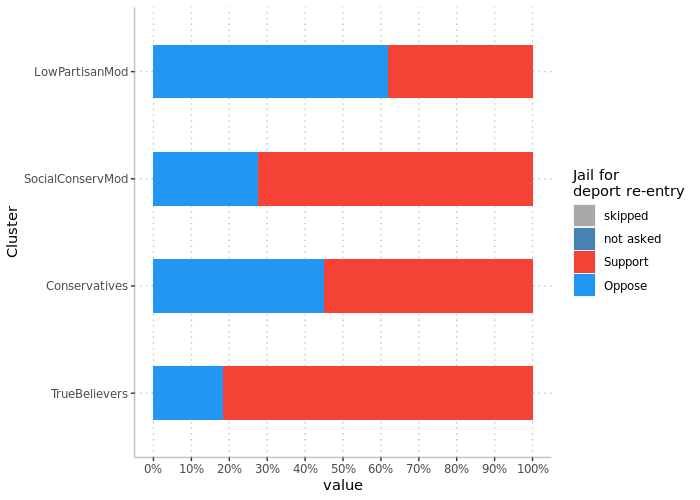 LowPartisanMod
SocialConservMod
Conservatives
TrueBelievers
Cluster
0% 10% 20% 30% 40% 50% 60% 70% 80% 90% 100%
value
Jail for
deport re-entry
skipped
not asked
Support
Oppose